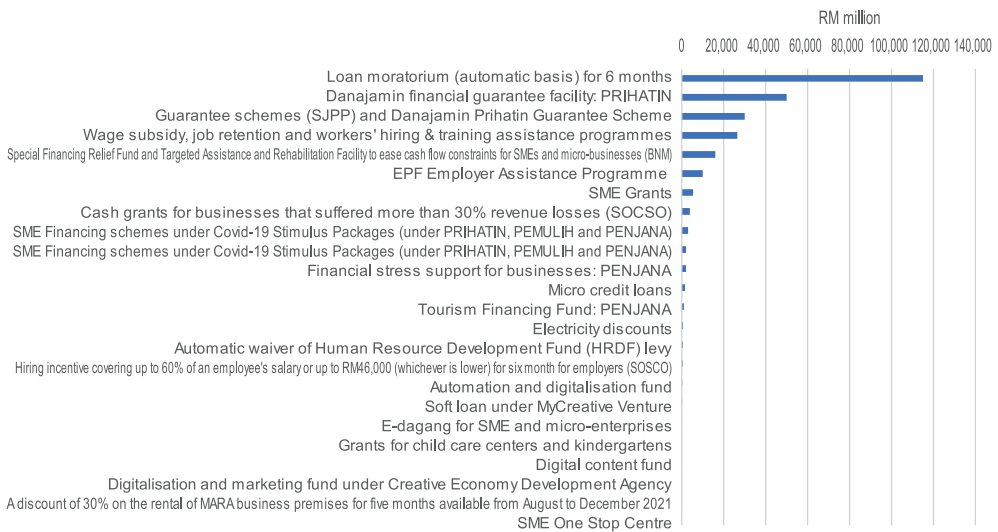 RM million
0 20,000 40,000 60,000 80,000 100,000 120,000 140,000
Loan moratorium (automatic basis) for 6 months
Danajamin financial guarantee facility: PRIHATIN
Guarantee schemes (SJPP) and Danajamin Prihatin Guarantee Scheme
Wage subsidy, job retention and workers' hiring & training assistance programmes
Special Financing Relief Fund and Targeted Assistance and Rehabilitation Facility to ease cash flow constraints for SMEs and micro-businesses (BNM)
EPF Employer Assistance Programme
SME Grants
Cash grants for businesses that suffered more than 30% revenue losses (SOCSO)
SME Financing schemes under Covid-19 Stimulus Packages (under PRIHATIN, PEMULIH and PENJANA)
SME Financing schemes under Covid-19 Stimulus Packages (under PRIHATIN, PEMULIH and PENJANA)
Financial stress support for businesses: PENJANA
Micro credit loans
Tourism Financing Fund: PENJANA
Electricity discounts
Automatic waiver of Human Resource Development Fund (HRDF) levy
Hiring incentive covering up to 60% of an employee's salary or up to RM46,000 (whichever is lower) for six month for employers (SOSCO)
Automation and digitalisation fund
Soft loan under MyCreative Venture
E-dagang for SME and micro-enterprises
Grants for child care centers and kindergartens
Digital content fund
Digitalisation and marketing fund under Creative Economy Development Agency
A discount of 30% on the rental of MARA business premises for five months available from August to December 2021
SME One Stop Centre